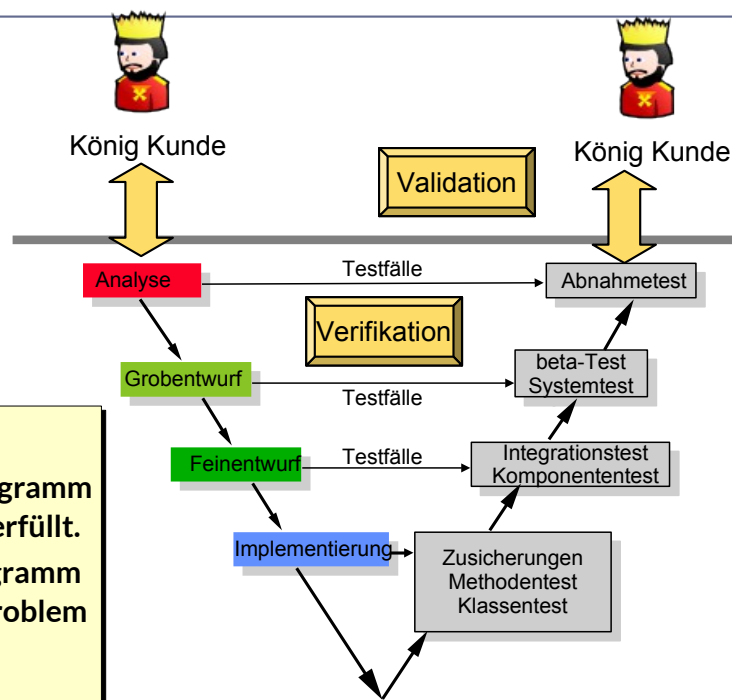 König Kunde
König Kunde
Validation
Analyse
Testfälle
Abnahmetest
Verifikation
Grobentwurf
Testfälle
beta-Test
Systemtest
Feinentwurf
Testfälle
Integrationstest
Komponententest
Implementierung
Zusicherungen
Methodentest
Klassentest
ogramm
erfüllt.
gramm
roblem